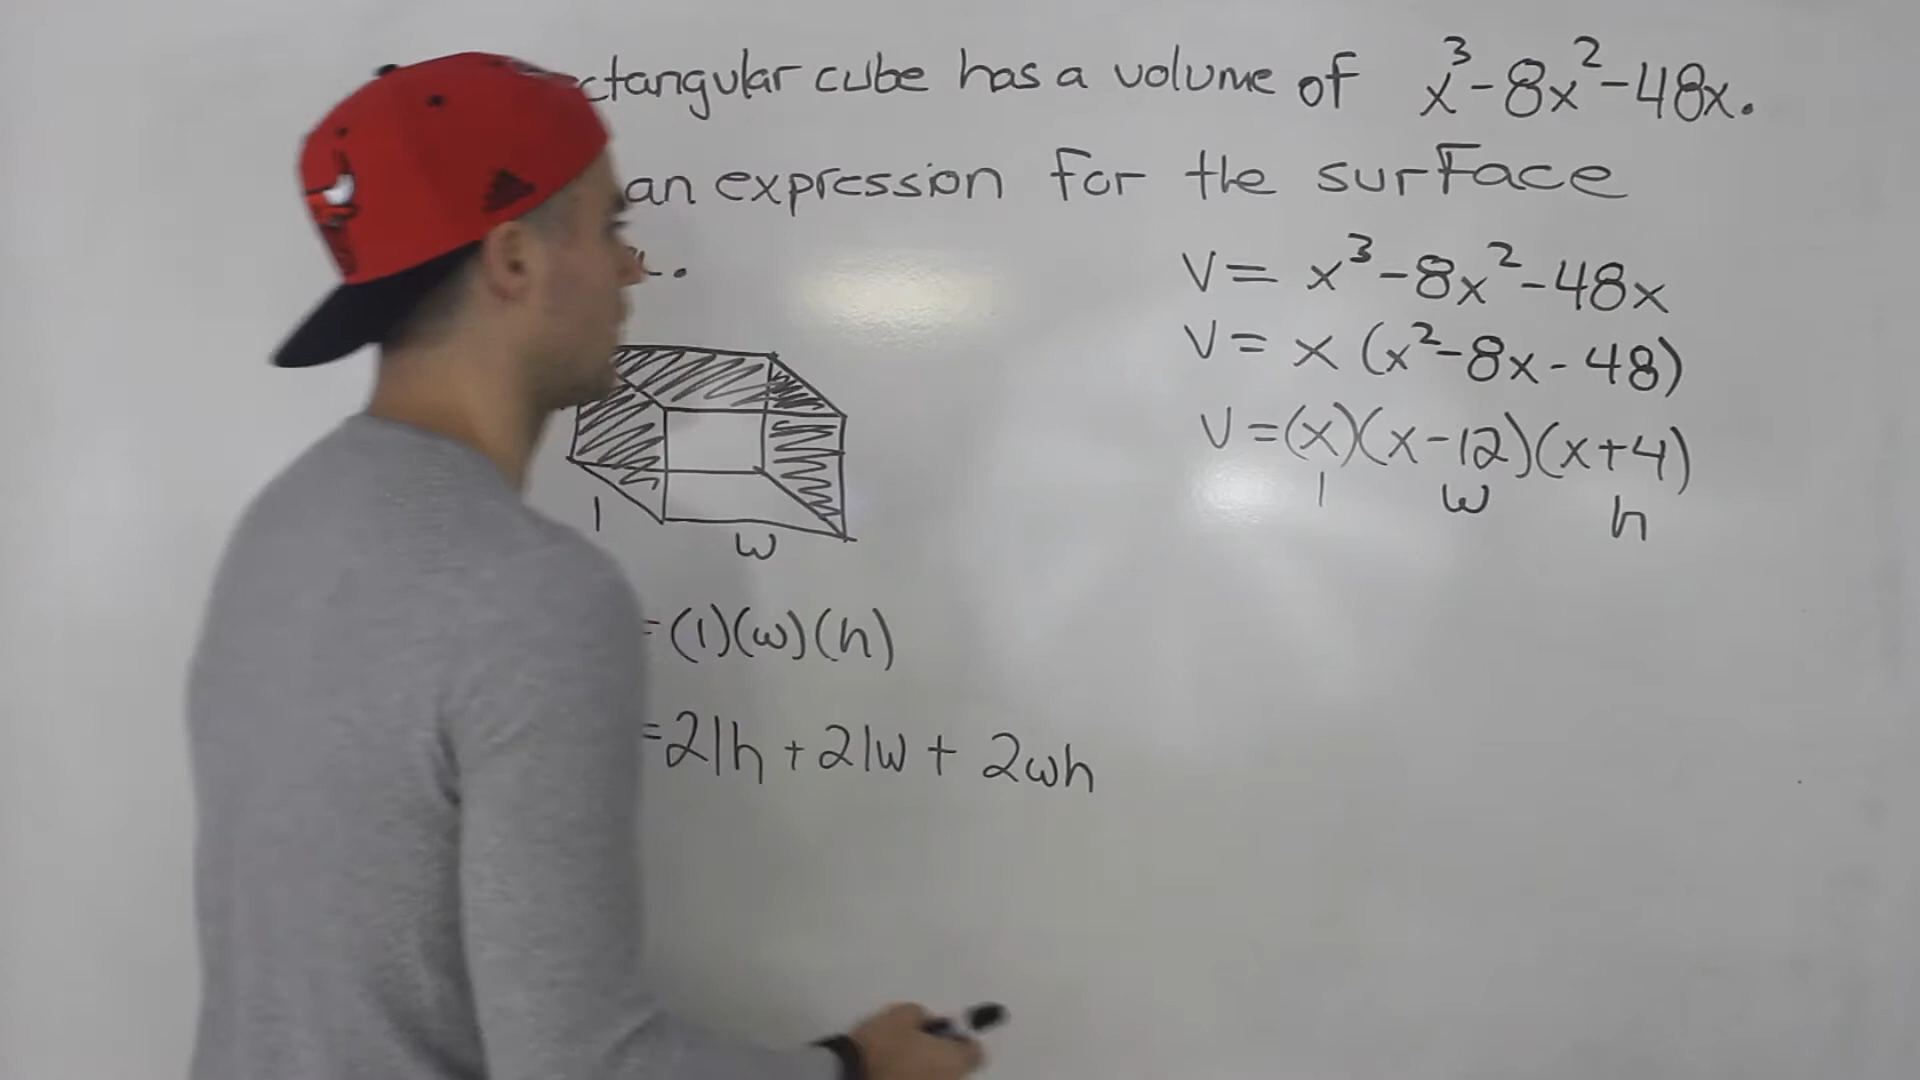 ctangular cube has a volume of x³-8x²-48x.
an expression for the surface
V= x³-8x²-48x
V= x (x²-8x-48)
V=(x)(x-12)(x+4)
l w h
l
w
=(l)(w)(h)
=2lh+2lw+ 2wh